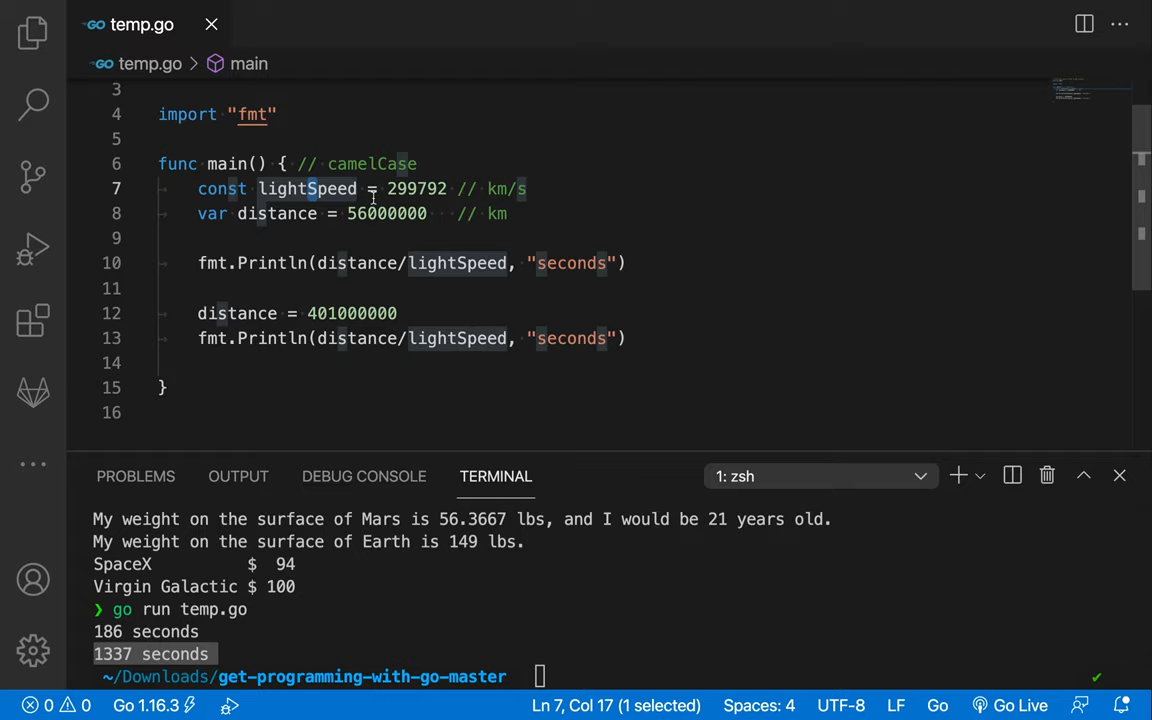 GO temp.go
GO temp.go > main
3
4 import "fmt"
5
6 func main() { // camelCase
7 const lightSpeed = 299792 // km/s
8 var distance = 56000000 // km
9
10 fmt.Println(distance/lightSpeed, "seconds")
11
12 distance = 401000000
13 fmt.Println(distance/lightSpeed, "seconds")
14
15 }
16
PROBLEMS OUTPUT DEBUG CONSOLE TERMINAL 1: zsh
My weight on the surface of Mars is 56.3667 lbs, and I would be 21 years old.
My weight on the surface of Earth is 149 lbs.
SpaceX $ 94
Virgin Galactic $ 100
❯ go run temp.go
186 seconds
1337 seconds
~/Downloads/get-programming-with-go-master
0 0 Go 1.16.3 Ln 7, Col 17 (1 selected) Spaces: 4 UTF-8 LF Go Go Live